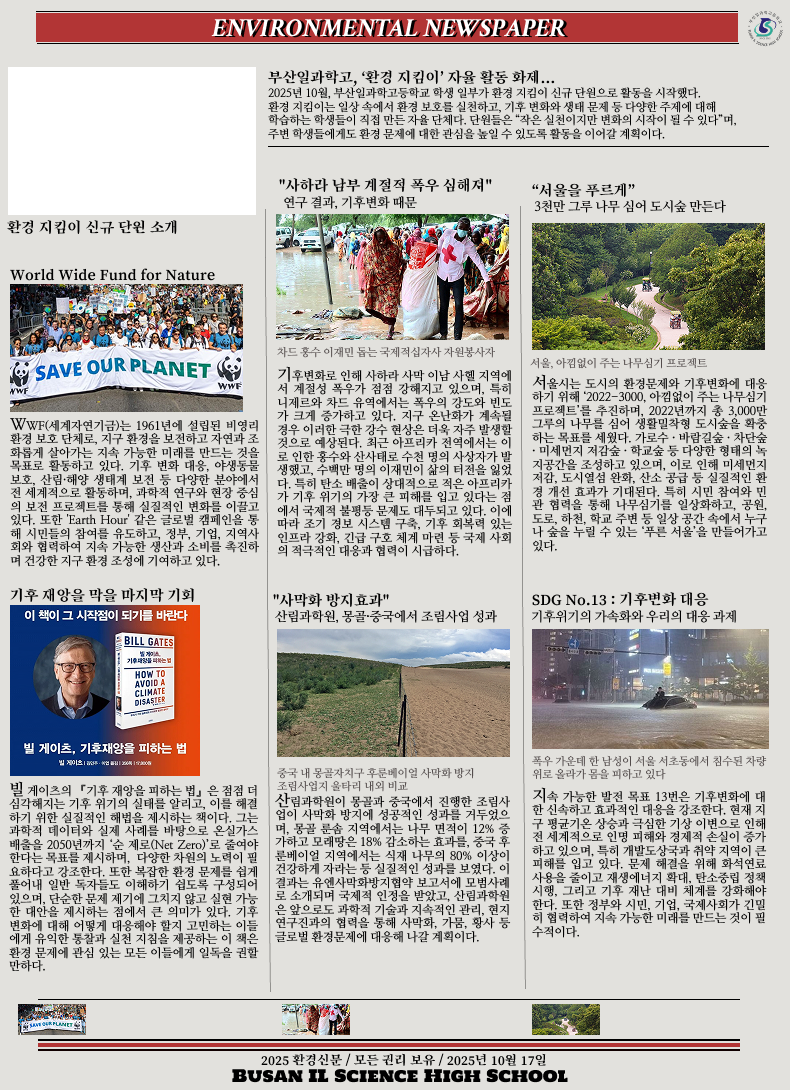 ENVIRONMENTAL NEWSPAPER
부산일과학고, ‘환경 지킴이’ 자율 활동 화제...
2025년 10월, 부산일과학고등학교 학생 일부가 환경 지킴이 신규 단원으로 활동을 시작했다.
환경 지킴이는 일상 속에서 환경 보호를 실천하고, 기후 변화와 생태 문제 등 다양한 주제에 대해
학습하는 학생들이 직접 만든 자율 단체다. 단원들은 “작은 실천이지만 변화의 시작이 될 수 있다”며,
주변 학생들에게도 환경 문제에 대한 관심을 높일 수 있도록 활동을 이어갈 계획이다.
환경 지킴이 신규 단원 소개
World Wide Fund for Nature
SAVE OUR PLANET
WWF
WWF
WWF(세계자연기금)는 1961년에 설립된 비영리
환경 보호 단체로, 지구 환경을 보전하고 자연과 조
화롭게 살아가는 지속 가능한 미래를 만드는 것을
목표로 활동하고 있다. 기후 변화 대응, 야생동물
보호, 산림·해양 생태계 보전 등 다양한 분야에서
전 세계적으로 활동하며, 과학적 연구와 현장 중심
의 보전 프로젝트를 통해 실질적인 변화를 이끌고
있다. 또한 'Earth Hour' 같은 글로벌 캠페인을 통
해 시민들의 참여를 유도하고, 정부, 기업, 지역사
회와 협력하여 지속 가능한 생산과 소비를 촉진하
며 건강한 지구 환경 조성에 기여하고 있다.
기후 재앙을 막을 마지막 기회
이 책이 그 시작점이 되기를 바란다
BILL GATES
빌 게이츠,
기후재앙을 피하는 법
HOW TO
AVOID A
CLIMATE
DISASTER
빌 게이츠, 기후재앙을 피하는 법
빌 게이츠 | 김민주 · 이엽 옮김 | 356쪽 | 17,800원
빌 게이츠의 『기후 재앙을 피하는 법』은 점점 더
심각해지는 기후 위기의 실태를 알리고, 이를 해결
하기 위한 실질적인 해법을 제시하는 책이다. 그는
과학적 데이터와 실제 사례를 바탕으로 온실가스
배출을 2050년까지 ‘순 제로(Net Zero)’로 줄여야
한다는 목표를 제시하며, 다양한 차원의 노력이 필
요하다고 강조한다. 또한 복잡한 환경 문제를 쉽게
풀어내 일반 독자들도 이해하기 쉽도록 구성되어
있으며, 단순한 문제 제기에 그치지 않고 실현 가능
한 대안을 제시하는 점에서 큰 의미가 있다. 기후
변화에 대해 어떻게 대응해야 할지 고민하는 이들
에게 유익한 통찰과 실천 지침을 제공하는 이 책은
환경 문제에 관심 있는 모든 이들에게 일독을 권할
만하다.
"사하라 남부 계절적 폭우 심해져"
연구 결과, 기후변화 때문
차드 홍수 이재민 돕는 국제적십자사 자원봉사자
기후변화로 인해 사하라 사막 이남 사헬 지역에
서 계절성 폭우가 점점 강해지고 있으며, 특히
니제르와 차드 유역에서는 폭우의 강도와 빈도
가 크게 증가하고 있다. 지구 온난화가 계속될
경우 이러한 극한 강수 현상은 더욱 자주 발생할
것으로 예상된다. 최근 아프리카 전역에서는 이
로 인한 홍수와 산사태로 수천 명의 사상자가 발
생했고, 수백만 명의 이재민이 삶의 터전을 잃었
다. 특히 탄소 배출이 상대적으로 적은 아프리카
가 기후 위기의 가장 큰 피해를 입고 있다는 점
에서 국제적 불평등 문제도 대두되고 있다. 이에
따라 조기 경보 시스템 구축, 기후 회복력 있는
인프라 강화, 긴급 구호 체계 마련 등 국제 사회
의 적극적인 대응과 협력이 시급하다.
"사막화 방지효과"
산림과학원, 몽골·중국에서 조림사업 성과
중국 내 몽골자치구 후룬베이얼 사막화 방지
조림사업지 울타리 내외 비교
산림과학원이 몽골과 중국에서 진행한 조림사
업이 사막화 방지에 성공적인 성과를 거두었으
며, 몽골 룬솜 지역에서는 나무 면적이 12% 증
가하고 모래땅은 18% 감소하는 효과를, 중국 후
룬베이얼 지역에서는 식재 나무의 80% 이상이
건강하게 자라는 등 실질적인 성과를 보였다. 이
결과는 유엔사막화방지협약 보고서에 모범사례
로 소개되며 국제적 인정을 받았고, 산림과학원
은 앞으로도 과학적 기술과 지속적인 관리, 현지
연구진과의 협력을 통해 사막화, 가뭄, 황사 등
글로벌 환경문제에 대응해 나갈 계획이다.
“서울을 푸르게”
3천만 그루 나무 심어 도시숲 만든다
서울, 아낌없이 주는 나무심기 프로젝트
서울시는 도시의 환경문제와 기후변화에 대응
하기 위해 ‘2022-3000, 아낌없이 주는 나무심기
프로젝트’를 추진하며, 2022년까지 총 3,000만
그루의 나무를 심어 생활밀착형 도시숲을 확충
하는 목표를 세웠다. 가로수 · 바람길숲 · 차단숲
· 미세먼지 저감숲 · 학교숲 등 다양한 형태의 녹
지공간을 조성하고 있으며, 이로 인해 미세먼지
저감, 도시열섬 완화, 산소 공급 등 실질적인 환
경 개선 효과가 기대된다. 특히 시민 참여와 민
관 협력을 통해 나무심기를 일상화하고, 공원,
도로, 하천, 학교 주변 등 일상 공간 속에서 누구
나 숲을 누릴 수 있는 '푸른 서울'을 만들어가고
있다.
SDG No.13 : 기후변화 대응
기후위기의 가속화와 우리의 대응 과제
폭우 가운데 한 남성이 서울 서초동에서 침수된 차량
위로 올라가 몸을 피하고 있다
지속 가능한 발전 목표 13번은 기후변화에 대
한 신속하고 효과적인 대응을 강조한다. 현재 지
구 평균기온 상승과 극심한 기상 이변으로 인해
전 세계적으로 인명 피해와 경제적 손실이 증가
하고 있으며, 특히 개발도상국과 취약 지역이 큰
피해를 입고 있다. 문제 해결을 위해 화석연료
사용을 줄이고 재생에너지 확대, 탄소중립 정책
시행, 그리고 기후 재난 대비 체계를 강화해야
한다. 또한 정부와 시민, 기업, 국제사회가 긴밀
히 협력하여 지속 가능한 미래를 만드는 것이 필
수적이다.
SAVE OUR PLANET
2025 환경신문 / 모든 권리 보유 / 2025년 10월 17일
BUSAN IL SCIENCE HIGH SCHOOL